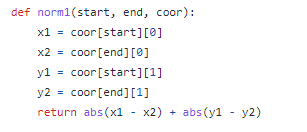 def norm1(start, end, coor):
    x1 = coor[start][0]
    x2 = coor[end][0]
    y1 = coor[start][1]
    y2 = coor[end][1]
    return abs(x1 - x2) + abs(y1 - y2)